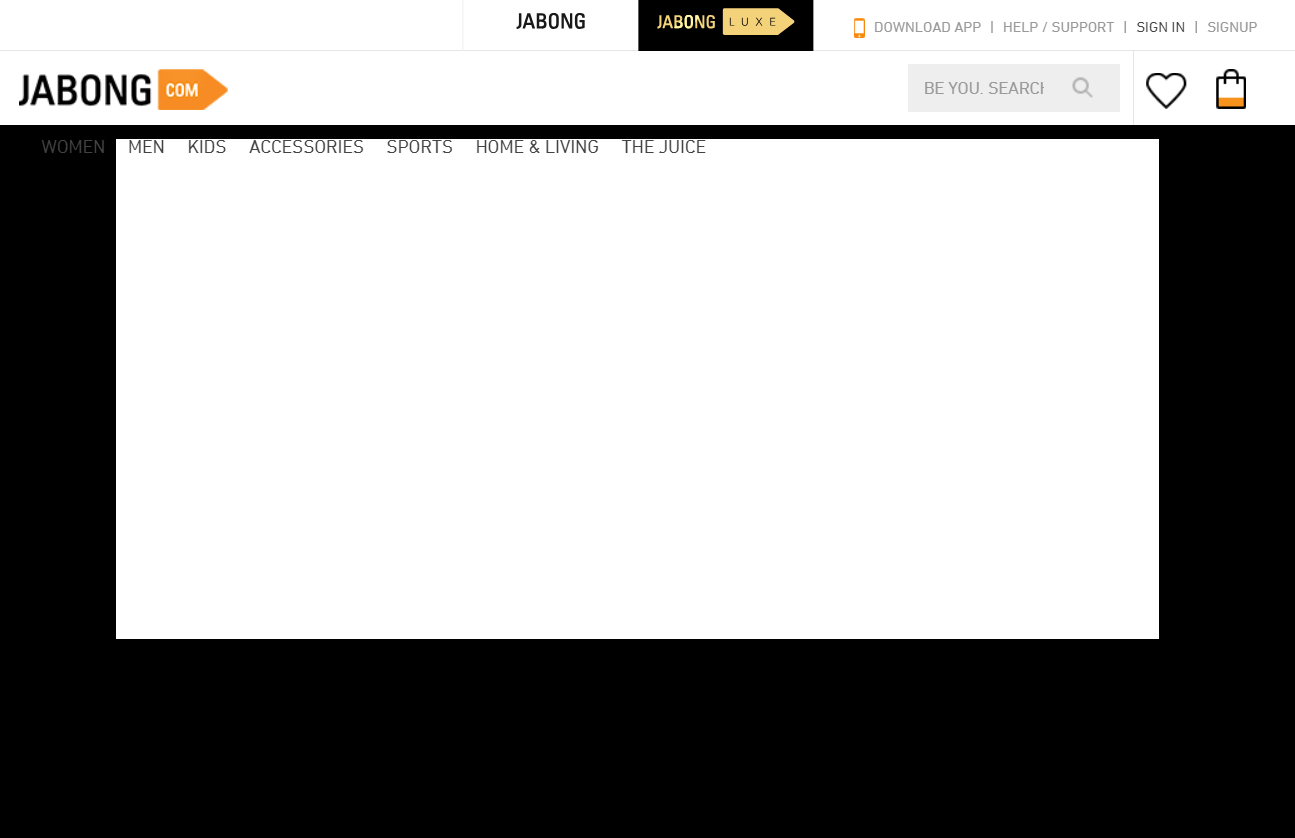 JABONG JABONG LUXE DOWNLOAD APP | HELP / SUPPORT | SIGN IN | SIGNUP
JABONG COM BE YOU. SEARCH
WOMEN MEN KIDS ACCESSORIES SPORTS HOME & LIVING THE JUICE